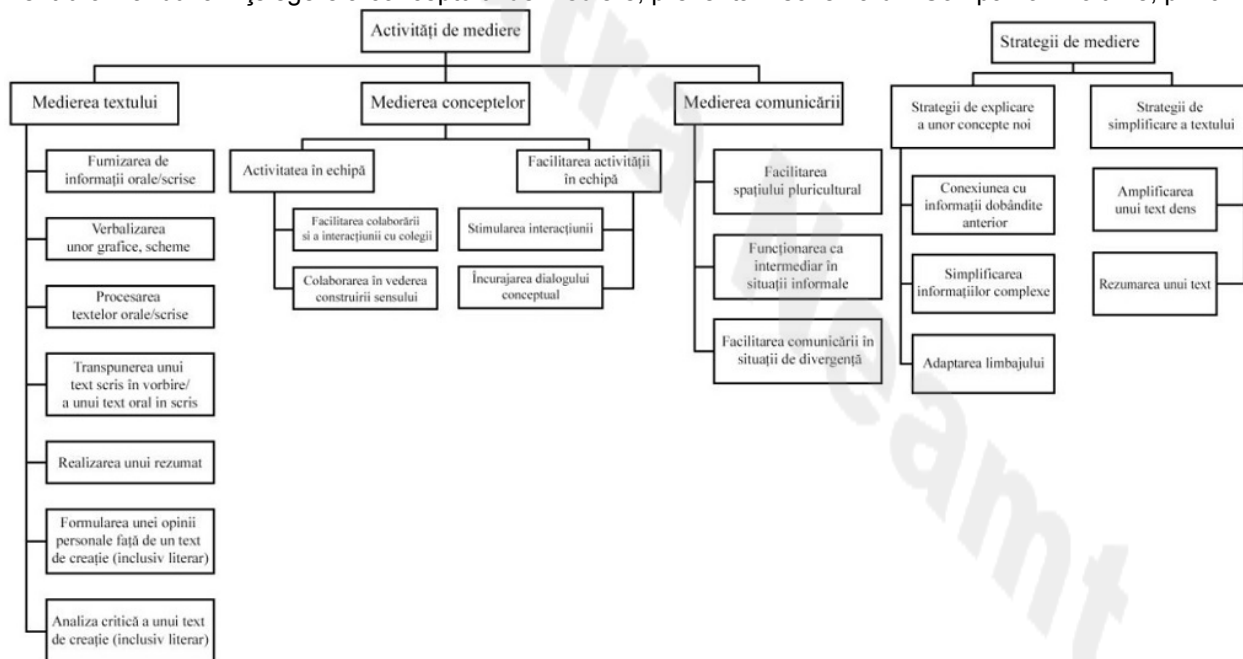 Activități de mediere
Strategii de mediere
Medierea textului
Medierea conceptelor
Medierea comunicării
Strategii de explicare
a unor concepte noi
Strategii de
simplificare a textului
Furnizarea de
informații orale/scrise
Verbalizarea
unor grafice, scheme
Procesarea
textelor orale/scrise
Transpunerea unui
text scris în vorbire/
a unui text oral in scris
Realizarea unui rezumat
Formularea unei opinii
personale față de un text
de creație (inclusiv literar)
Analiza critică a unui text
de creație (inclusiv literar)
Activitatea în echipă
Facilitarea colaborării
si a interacțiunii cu colegii
Colaborarea în vederea
construirii sensului
Facilitarea activității
în echipă
Stimularea interacțiunii
Încurajarea dialogului
conceptual
Facilitarea
spațiului pluricultural
Funcționarea ca
intermediar în
situații informale
Facilitarea comunicării în
situații de divergență
Conexiunea cu
informații dobândite
anterior
Simplificarea
informațiilor complexe
Adaptarea limbajului
Amplificarea
unui text dens
Rezumarea unui text
Neamt